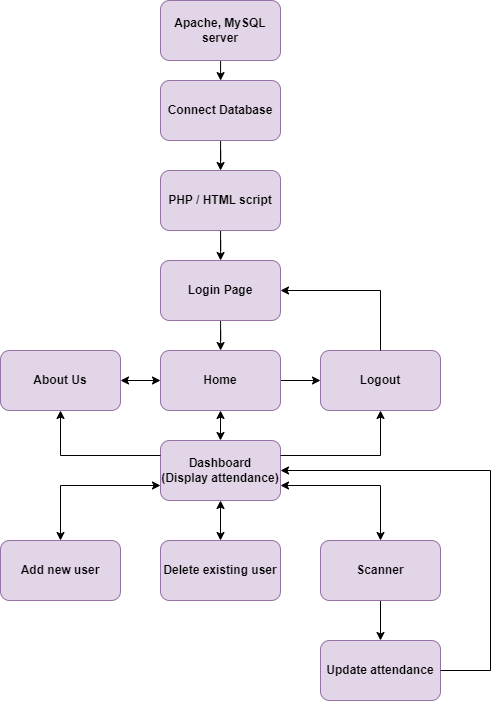 Apache, MySQL
server
Connect Database
PHP / HTML script
Login Page
About Us
Home
Logout
Dashboard
(Display attendance)
Add new user
Delete existing user
Scanner
Update attendance